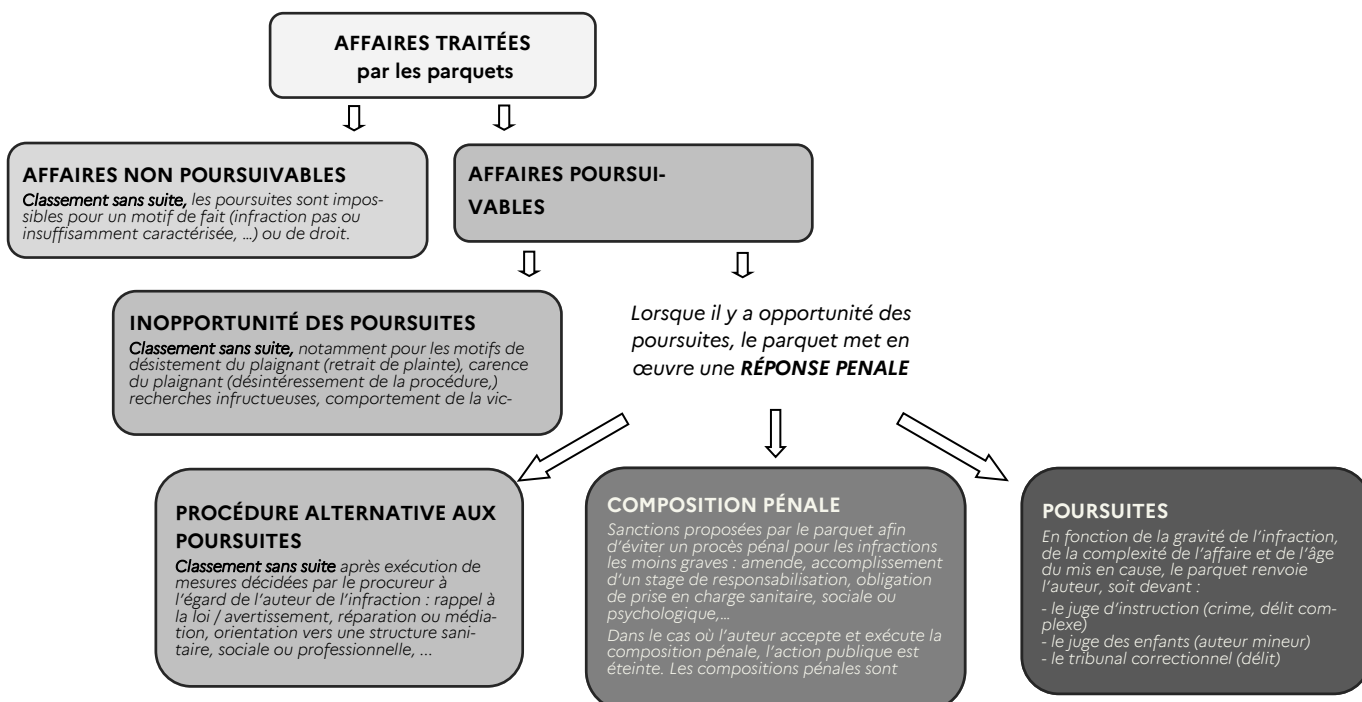 AFFAIRES TRAITÉES
par les parquets
AFFAIRES NON POURSUIVABLES
Classement sans suite, les poursuites sont impos-
sibles pour un motif de fait (infraction pas ou
insuffisamment caractérisée, ...) ou de droit.
AFFAIRES POURSUI-
VABLES
INOPPORTUNITÉ DES POURSUITES
Classement sans suite, notamment pour les motifs de
désistement du plaignant (retrait de plainte), carence
du plaignant (désintéressement de la procédure,)
recherches infructueuses, comportement de la vic-
Lorsque il y a opportunité des
poursuites, le parquet met en
œuvre une RÉPONSE PENALE
PROCÉDURE ALTERNATIVE AUX
POURSUITES
Classement sans suite après exécution de
mesures décidées par le procureur à
l'égard de l'auteur de l'infraction : rappel à
la loi / avertissement, réparation ou média-
tion, orientation vers une structure sani-
taire, sociale ou professionnelle, ...
COMPOSITION PÉNALE
Sanctions proposées par le parquet afin
d'éviter un procès pénal pour les infractions
les moins graves : amende, accomplissement
d'un stage de responsabilisation, obligation
de prise en charge sanitaire, sociale ou
psychologique,...
Dans le cas où l'auteur accepte et exécute la
composition pénale, l'action publique est
éteinte. Les compositions pénales sont
POURSUITES
En fonction de la gravité de l'infraction,
de la complexité de l'affaire et de l'âge
du mis en cause, le parquet renvoie
l'auteur, soit devant :
- le juge d'instruction (crime, délit com-
plexe)
- le juge des enfants (auteur mineur)
- le tribunal correctionnel (délit)